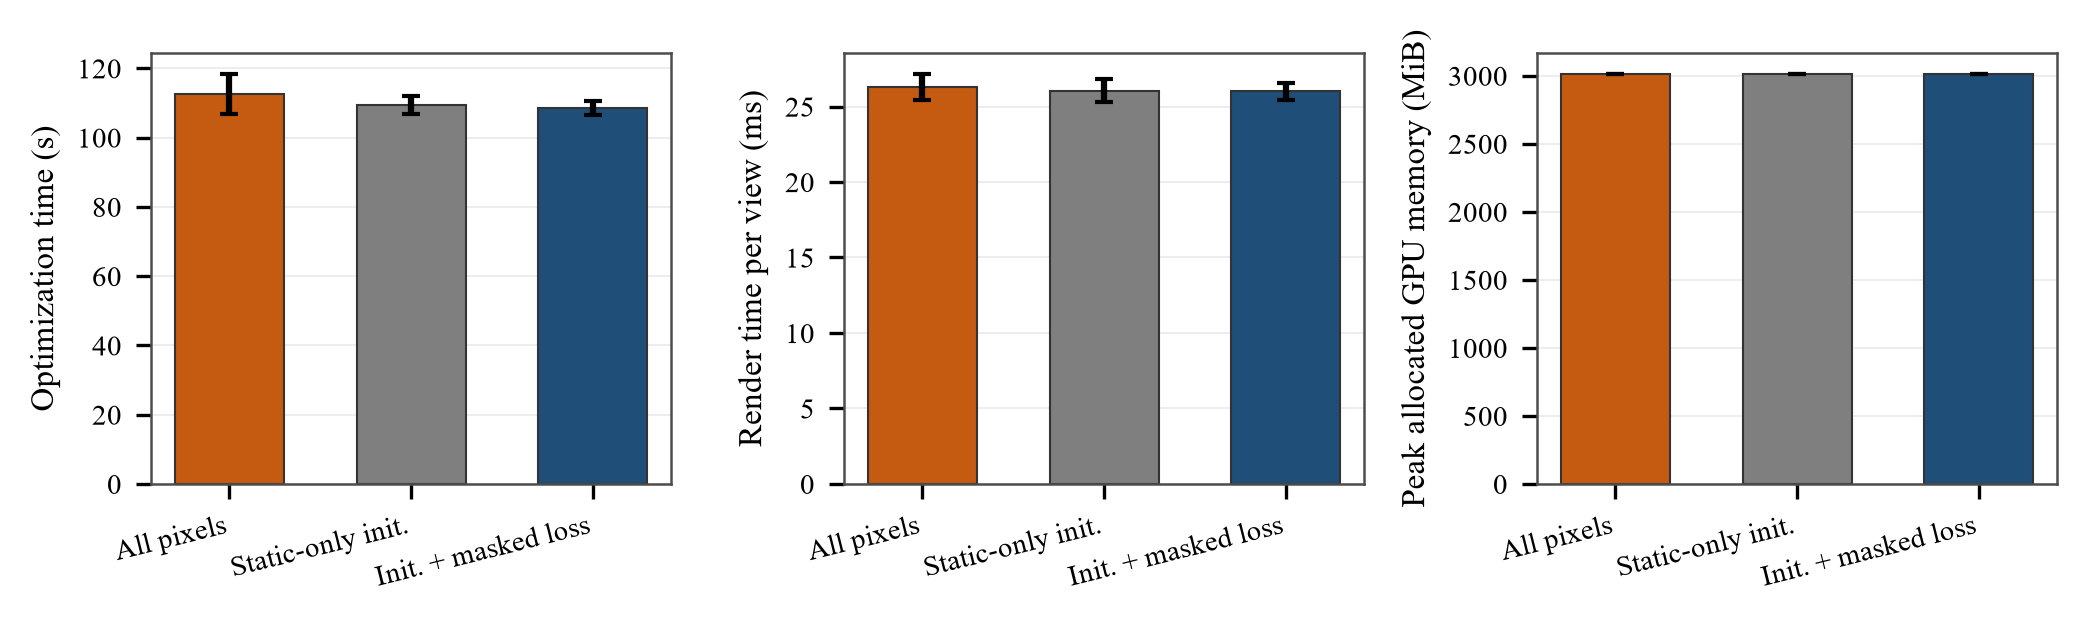 Optimization time (s)
120
100
80
60
40
20
0
All pixels
Static-only init.
Init. + masked loss
Render time per view (ms)
25
20
15
10
5
0
All pixels
Static-only init.
Init. + masked loss
Peak allocated GPU memory (MiB)
3000
2500
2000
1500
1000
500
0
All pixels
Static-only init.
Init. + masked loss